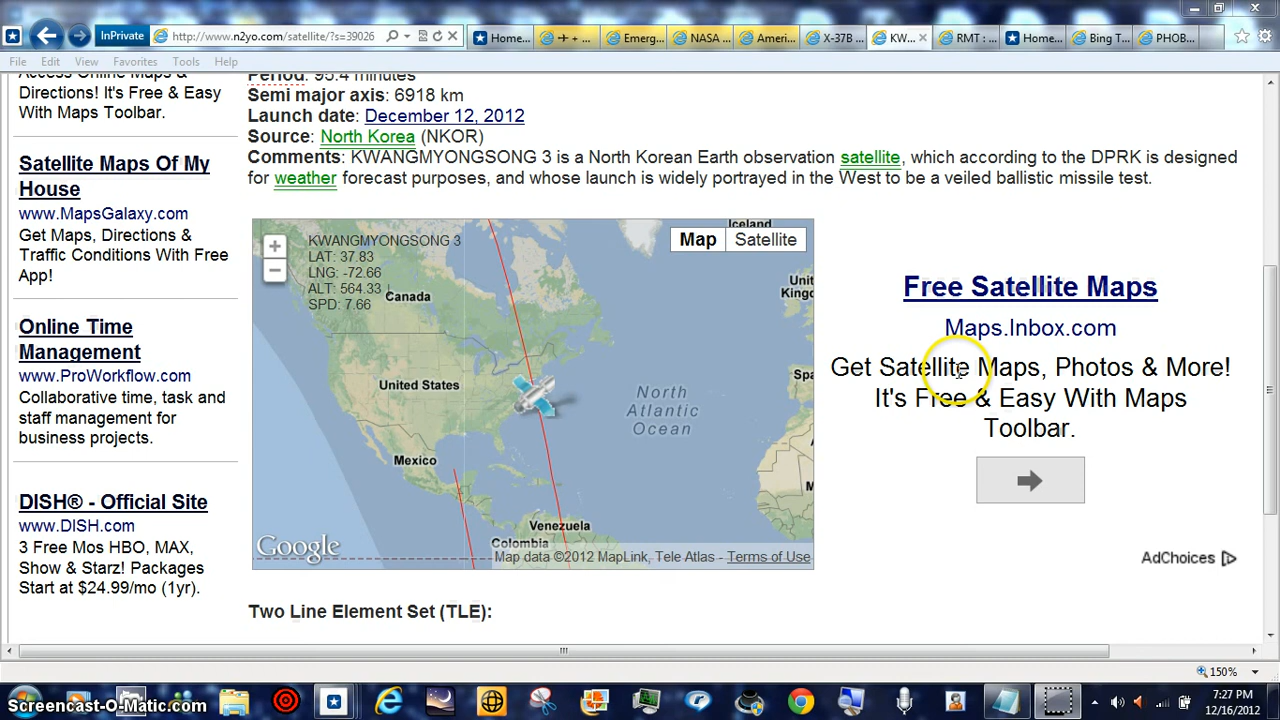 InPrivate
http://www.n2yo.com/satellite/?s=39026
Home...
Emerg...
NASA ...
Ameri...
X-37B ...
KW...
RMT : ...
Home...
Bing T...
PHOB...
File Edit View Favorites Tools Help
Access Online Maps &
Directions! It's Free & Easy
With Maps Toolbar.
Satellite Maps Of My
House
www.MapsGalaxy.com
Get Maps, Directions &
Traffic Conditions With Free
App!
Online Time
Management
www.ProWorkflow.com
Collaborative time, task and
staff management for
business projects.
DISH® - Official Site
www.DISH.com
3 Free Mos HBO, MAX,
Show & Starz! Packages
Start at $24.99/mo (1yr).
Period: 95.4 minutes
Semi major axis: 6918 km
Launch date: December 12, 2012
Source: North Korea (NKOR)
Comments: KWANGMYONGSONG 3 is a North Korean Earth observation satellite, which according to the DPRK is designed
for weather forecast purposes, and whose launch is widely portrayed in the West to be a veiled ballistic missile test.
KWANGMYONGSONG 3
LAT: 37.83
LNG: -72.66
ALT: 564.33
SPD: 7.66
Map Satellite
Iceland
Canada
Unit
Kingc
United States
North
Atlantic
Ocean
Spa
Mexico
Venezuela
Colombia
Google
Map data ©2012 MapLink, Tele Atlas - Terms of Use
Free Satellite Maps
Maps.Inbox.com
Get Satellite Maps, Photos & More!
It's Free & Easy With Maps
Toolbar.
AdChoices
Two Line Element Set (TLE):
150%
Screencast-O-Matic.com
7:27 PM
12/16/2012